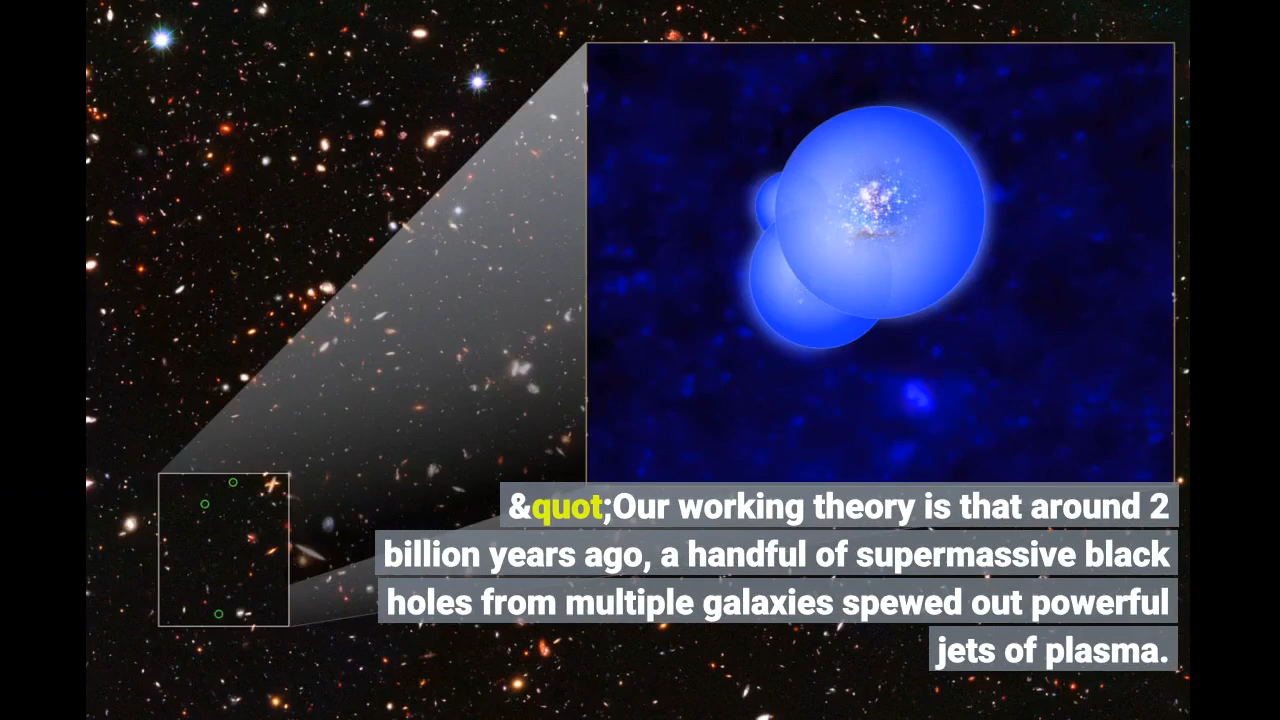 &quot;Our working theory is that around 2
billion years ago, a handful of supermassive black
holes from multiple galaxies spewed out powerful
jets of plasma.